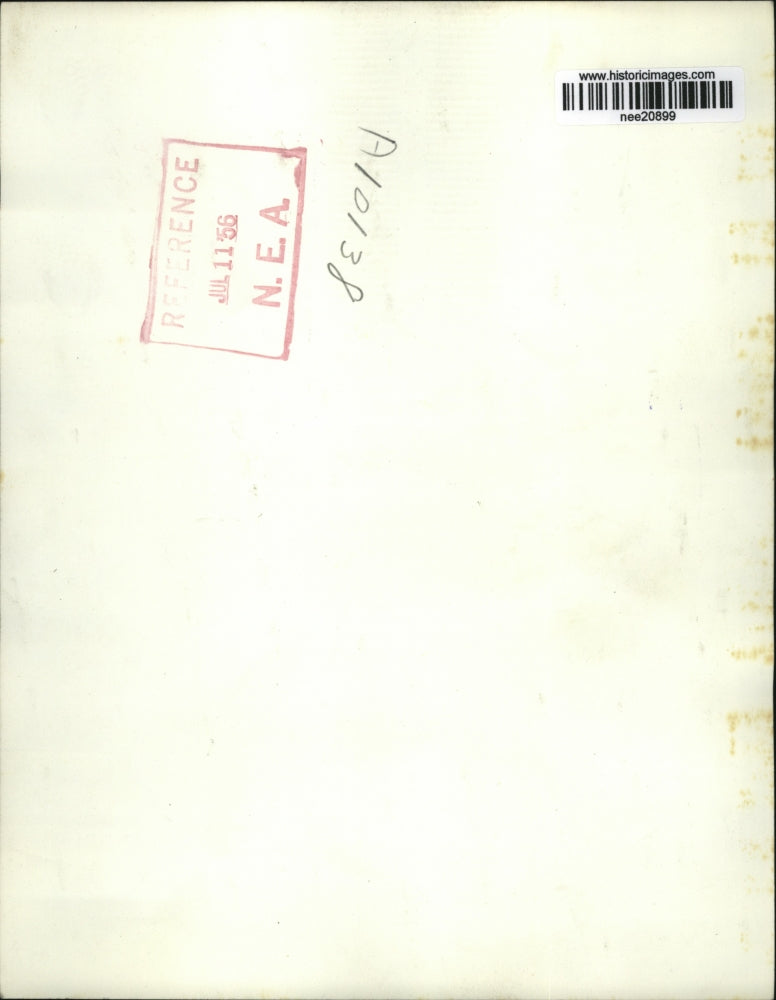 www.historicimages.com
nee20899
REFERENCE
JUL 11 '56
N. E. A.
A10138